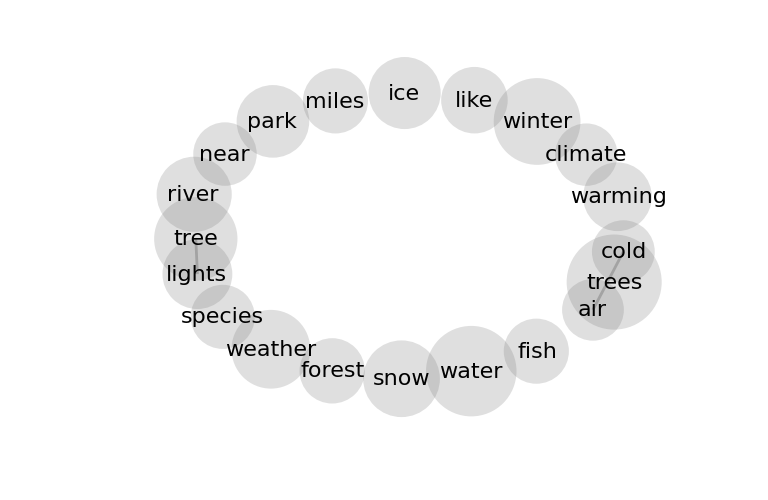 ice
miles
like
park
winter
near
climate
river
warming
tree
cold
lights
trees
species
air
weather
fish
forest
water
snow